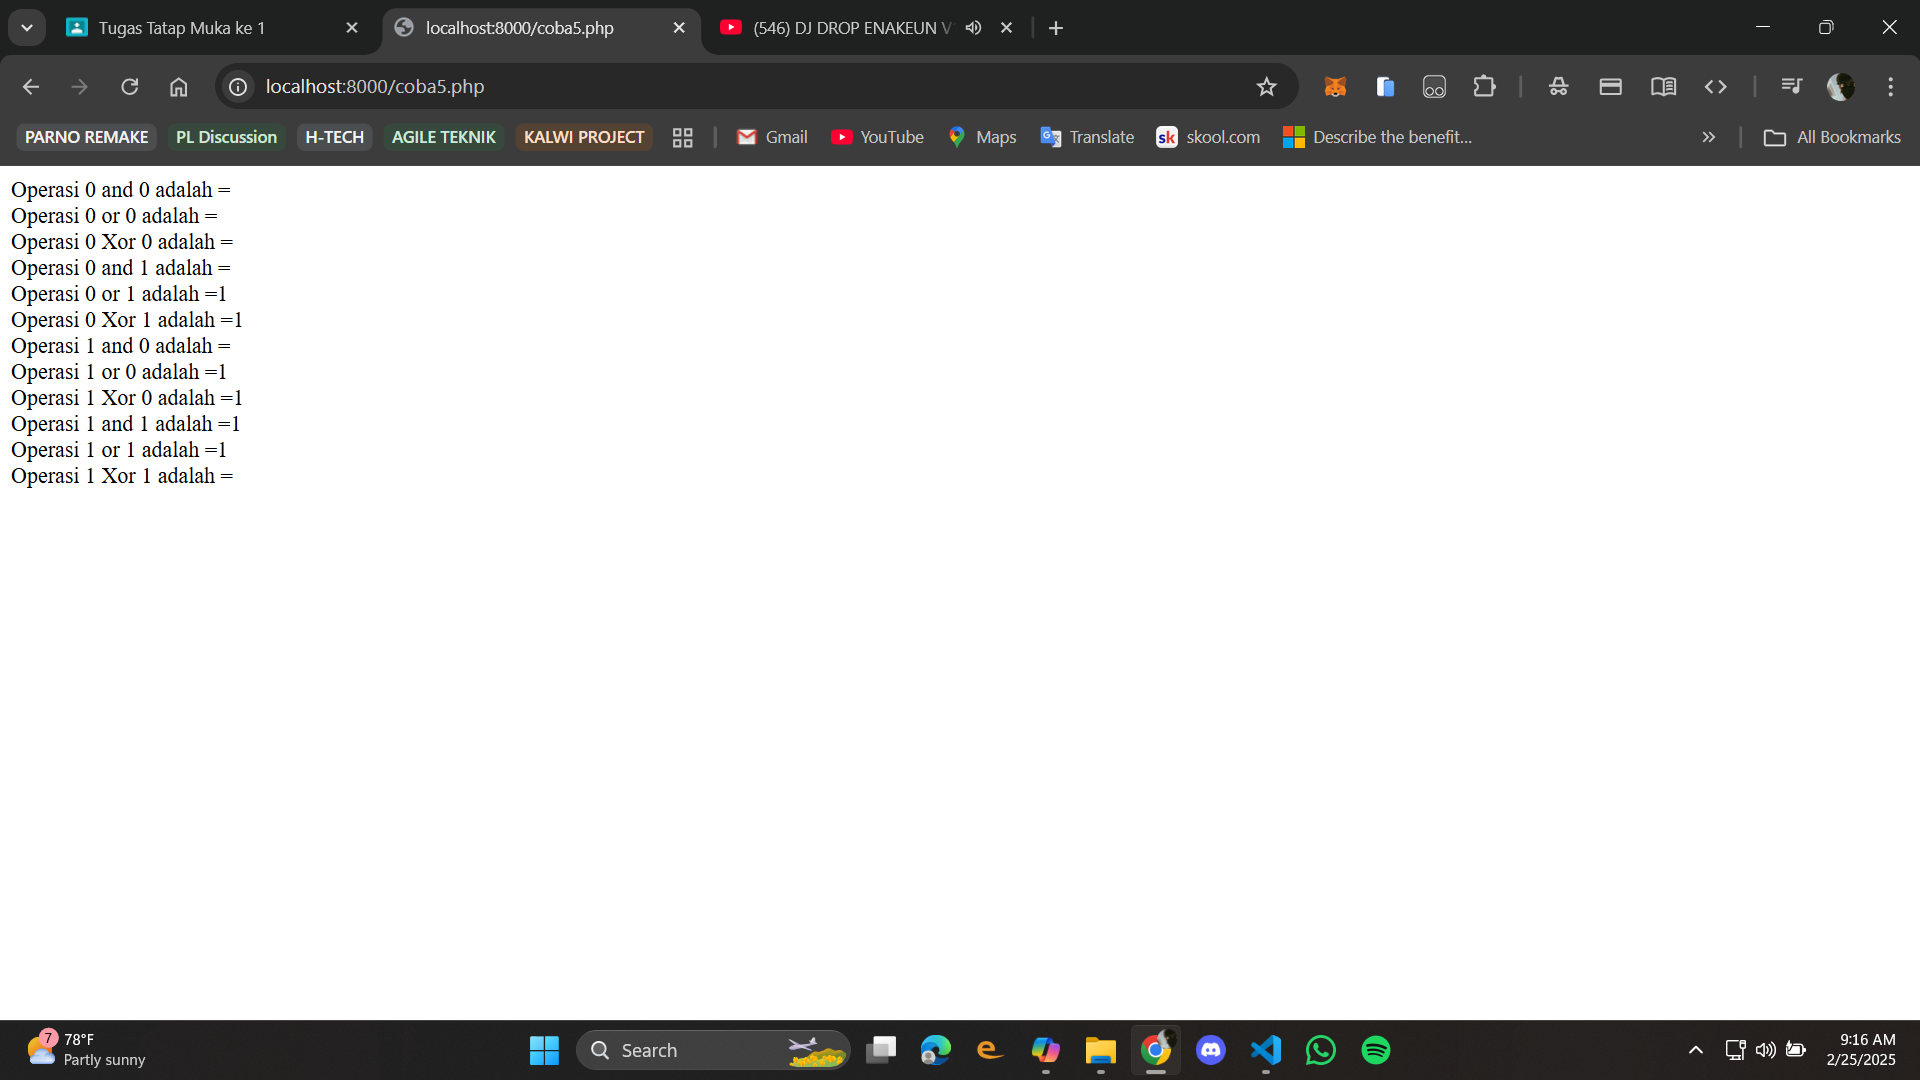 Tugas Tatap Muka ke 1
localhost:8000/coba5.php
(546) DJ DROP ENAKEUN V
localhost:8000/coba5.php
PARNO REMAKE
PL Discussion
H-TECH
AGILE TEKNIK
KALWI PROJECT
Gmail
YouTube
Maps
Translate
sk skool.com
Describe the benefit...
All Bookmarks
Operasi 0 and 0 adalah =
Operasi 0 or 0 adalah =
Operasi 0 Xor 0 adalah =
Operasi 0 and 1 adalah =
Operasi 0 or 1 adalah =1
Operasi 0 Xor 1 adalah =1
Operasi 1 and 0 adalah =
Operasi 1 or 0 adalah =1
Operasi 1 Xor 0 adalah =1
Operasi 1 and 1 adalah =1
Operasi 1 or 1 adalah =1
Operasi 1 Xor 1 adalah =
7
78°F
Partly sunny
Search
9:16 AM
2/25/2025